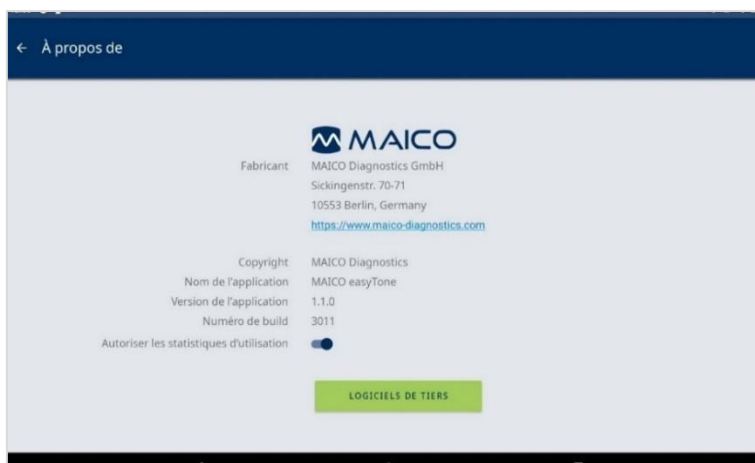 À propos de
MAICO
Fabricant MAICO Diagnostics GmbH
Sickingenstr. 70-71
10553 Berlin, Germany
https://www.maico-diagnostics.com
Copyright MAICO Diagnostics
Nom de l'application MAICO easyTone
Version de l'application 1.1.0
Numéro de build 3011
Autoriser les statistiques d'utilisation
LOGICIELS DE TIERS